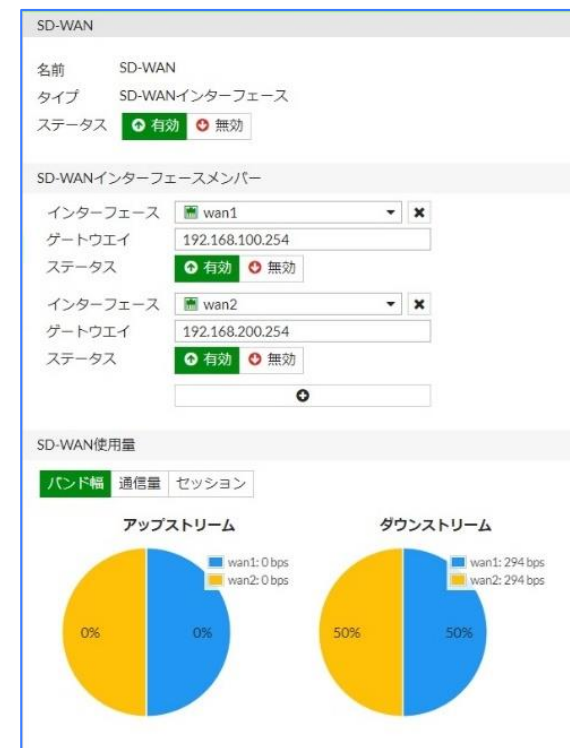 SD-WAN
名前 SD-WAN
タイプ SD-WANインターフェース
ステータス 有効 無効
SD-WANインターフェースメンバー
インターフェース wan1
ゲートウエイ 192.168.100.254
ステータス 有効 無効
インターフェース wan2
ゲートウエイ 192.168.200.254
ステータス 有効 無効
SD-WAN使用量
バンド幅 通信量 セッション
アップストリーム
wan1: 0 bps
wan2: 0 bps
0% 0%
ダウンストリーム
wan1: 294 bps
wan2: 294 bps
50% 50%